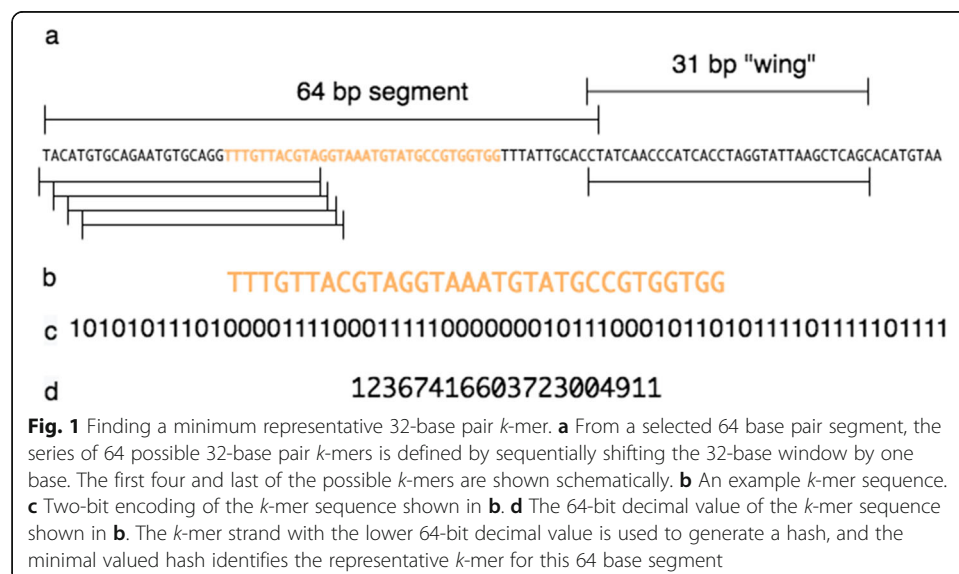 a
31 bp "wing"
64 bp segment
TACATGTGCAGAATGTGCAGGTTTGTTACGTAGGTAAATGTATGCCGTGGTGGTTTATTGCACCTATCAACCCATCACCTAGGTATTAAGCTCAGCACATGTAA
b TTTGTTACGTAGGTAAATGTATGCCGTGGTGG
c 1010101110100001111000111110000000101110001011010111101111101111
d 12367416603723004911
Fig. 1 Finding a minimum representative 32-base pair k-mer. a From a selected 64 base pair segment, the
series of 64 possible 32-base pair k-mers is defined by sequentially shifting the 32-base window by one
base. The first four and last of the possible k-mers are shown schematically. b An example k-mer sequence.
c Two-bit encoding of the k-mer sequence shown in b. d The 64-bit decimal value of the k-mer sequence
shown in b. The k-mer strand with the lower 64-bit decimal value is used to generate a hash, and the
minimal valued hash identifies the representative k-mer for this 64 base segment